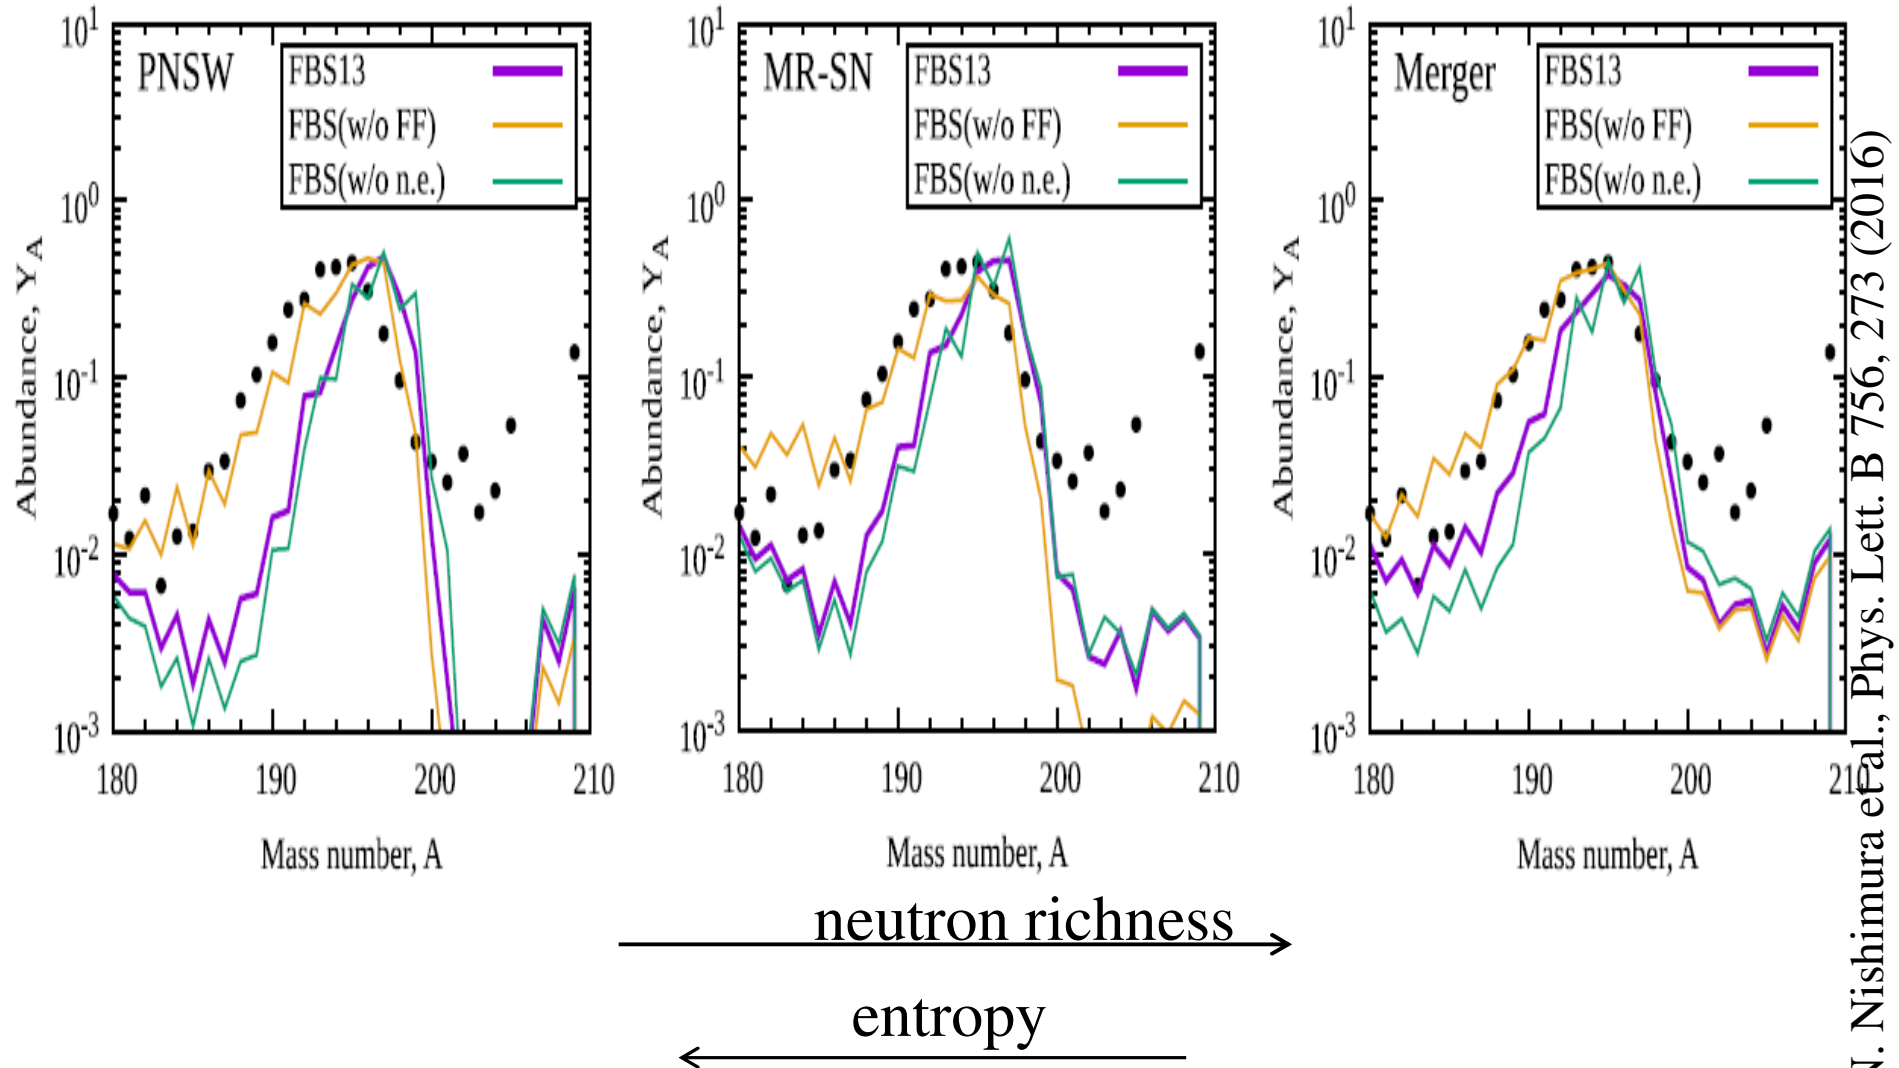 PNSW
FBS13
FBS(w/o FF)
FBS(w/o n.e.)
10^1
10^0
10^-1
10^-2
10^-3
Abundance, Y_A
180 190 200 210
Mass number, A
MR-SN
FBS13
FBS(w/o FF)
FBS(w/o n.e.)
10^1
10^0
10^-1
10^-2
10^-3
Abundance, Y_A
180 190 200 210
Mass number, A
Merger
FBS13
FBS(w/o FF)
FBS(w/o n.e.)
10^1
10^0
10^-1
10^-2
10^-3
Abundance, Y_A
180 190 200 210
Mass number, A
neutron richness
entropy
N. Nishimura et al., Phys. Lett. B 756, 273 (2016)